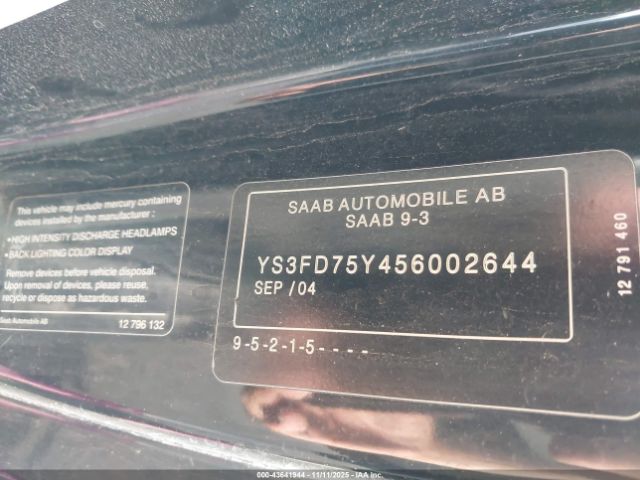 This vehicle may include mercury containing
devices installed by the manufacturer :
• HIGH INTENSITY DISCHARGE HEADLAMPS
• BACK LIGHTING COLOR DISPLAY
Remove devices before vehicle disposal.
Upon removal of devices, please reuse,
recycle or dispose as hazardous waste.
Saab Automobile AB
12 796 132
SAAB AUTOMOBILE AB
SAAB 9-3
YS3FD75Y456002644
SEP /04
9-5-2-1-5- - - -
12 791 460
000-43641944 - 11/11/2025 - IAA Inc.